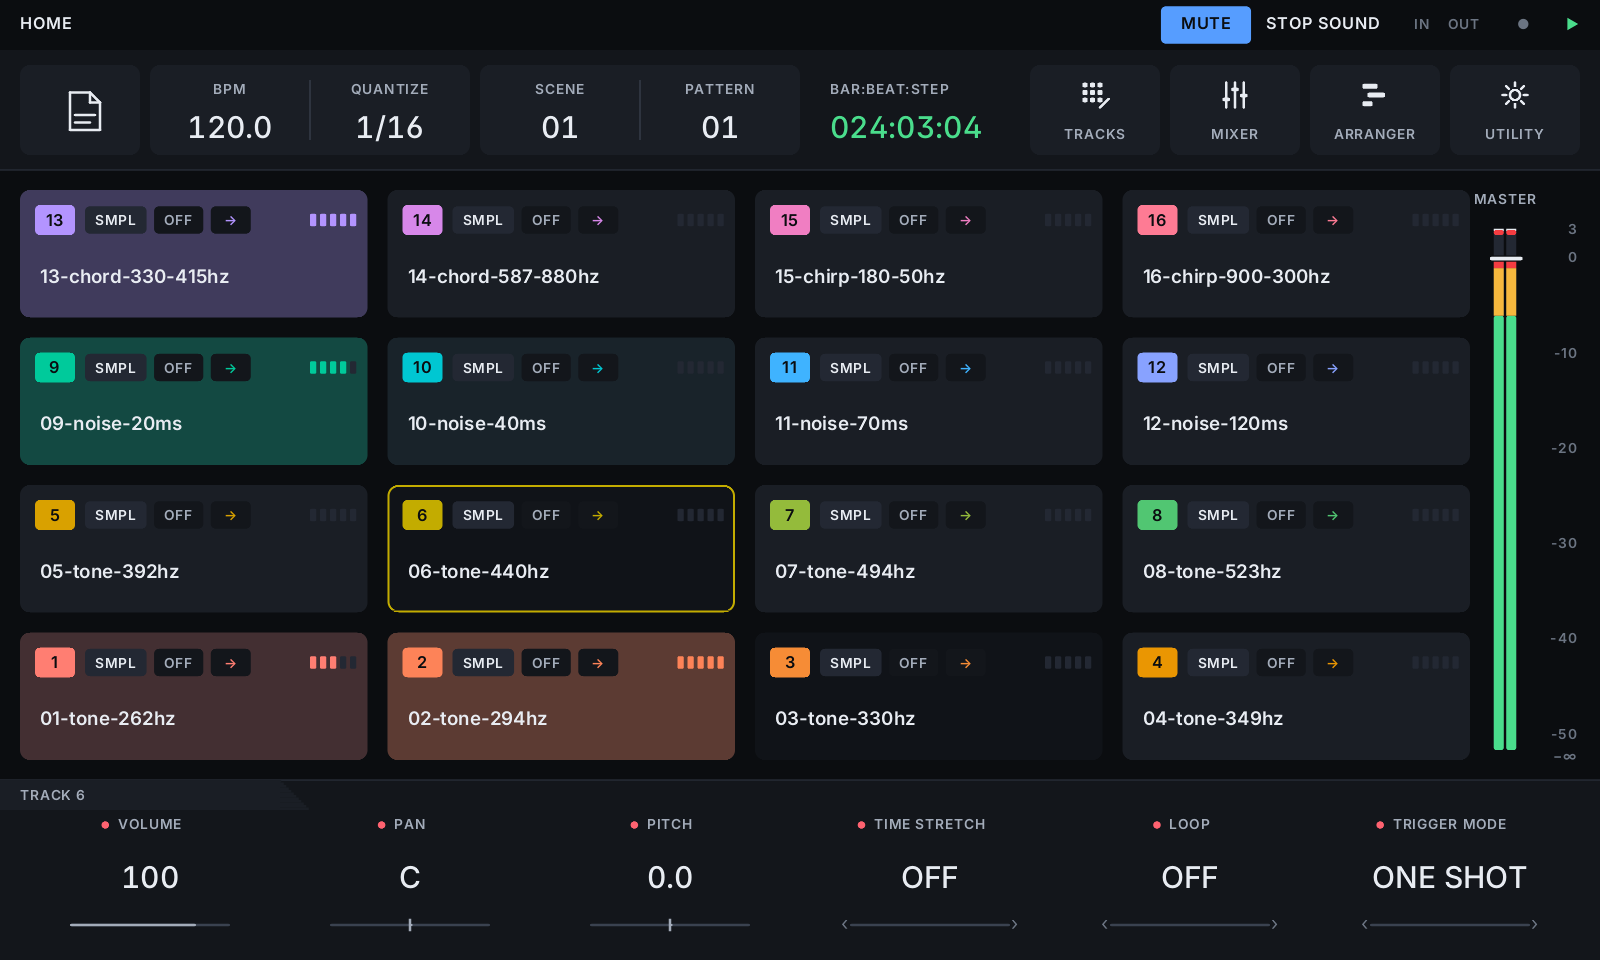 HOME
MUTE STOP SOUND IN OUT
BPM QUANTIZE SCENE PATTERN BAR:BEAT:STEP
120.0 1/16 01 01 024:03:04
TRACKS MIXER ARRANGER UTILITY
13 SMPL OFF → 14 SMPL OFF → 15 SMPL OFF → 16 SMPL OFF →
13-chord-330-415hz 14-chord-587-880hz 15-chirp-180-50hz 16-chirp-900-300hz
9 SMPL OFF → 10 SMPL OFF → 11 SMPL OFF → 12 SMPL OFF →
09-noise-20ms 10-noise-40ms 11-noise-70ms 12-noise-120ms
5 SMPL OFF → 6 SMPL OFF → 7 SMPL OFF → 8 SMPL OFF →
05-tone-392hz 06-tone-440hz 07-tone-494hz 08-tone-523hz
1 SMPL OFF → 2 SMPL OFF → 3 SMPL OFF → 4 SMPL OFF →
01-tone-262hz 02-tone-294hz 03-tone-330hz 04-tone-349hz
MASTER
3
0
-10
-20
-30
-40
-50
-∞
TRACK 6
VOLUME PAN PITCH TIME STRETCH LOOP TRIGGER MODE
100 C 0.0 OFF OFF ONE SHOT